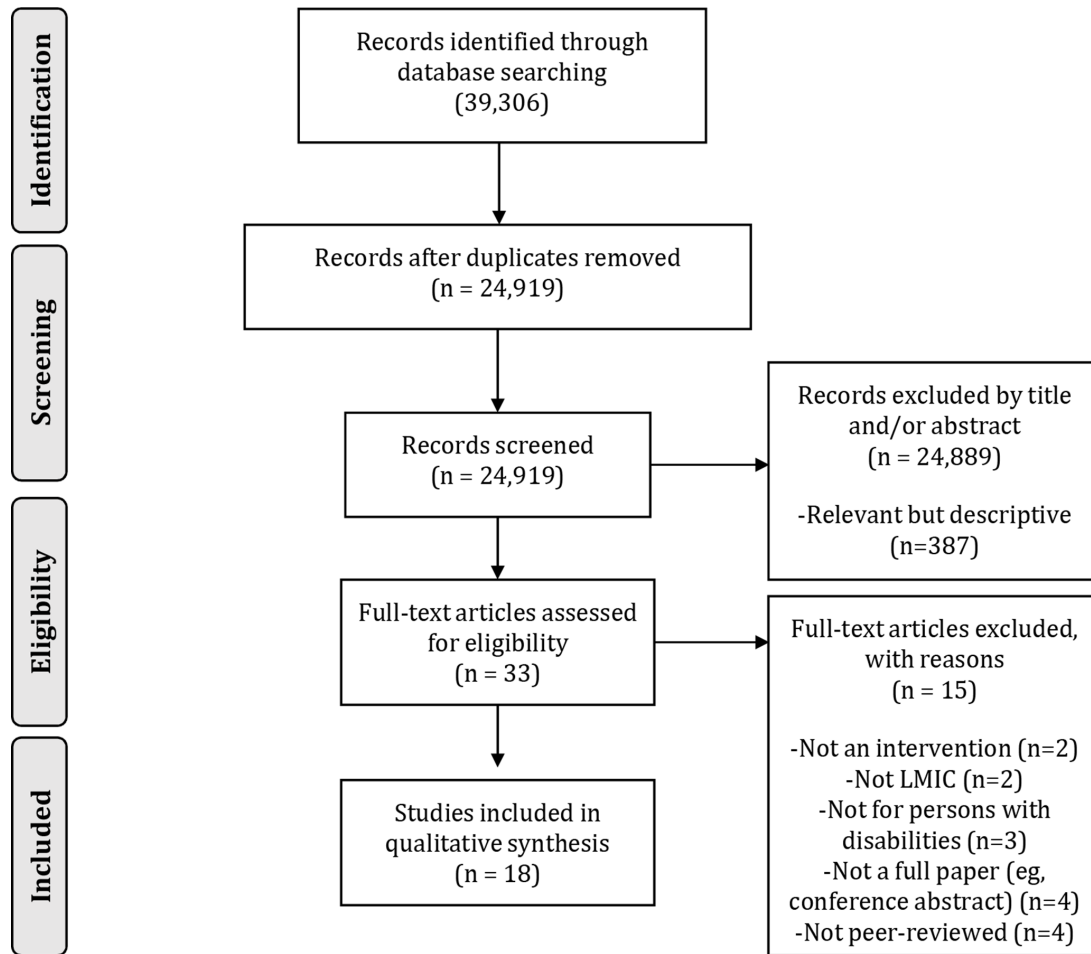 Identification
Records identified through
database searching
(39,306)
Screening
Records after duplicates removed
(n = 24,919)
Records screened
(n = 24,919)
Records excluded by title
and/or abstract
(n = 24,889)
-Relevant but descriptive
(n=387)
Eligibility
Full-text articles assessed
for eligibility
(n = 33)
Full-text articles excluded,
with reasons
(n = 15)
-Not an intervention (n=2)
-Not LMIC (n=2)
-Not for persons with
disabilities (n=3)
-Not a full paper (eg,
conference abstract) (n=4)
-Not peer-reviewed (n=4)
Included
Studies included in
qualitative synthesis
(n = 18)